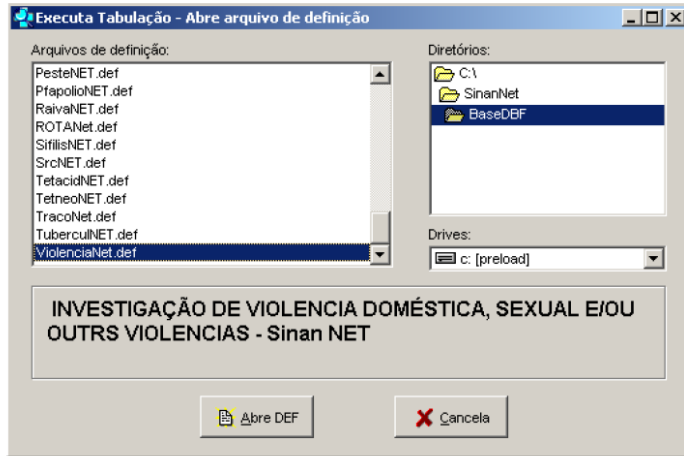 Executa Tabulação - Abre arquivo de definição
Arquivos de definição:
PesteNET.def
PfapolioNET.def
RaivaNET.def
ROTANet.def
SifilisNET.def
SrcNET.def
TetacidNET.def
TetneoNET.def
TracoNet.def
TuberculNET.def
ViolenciaNet.def
Diretórios:
C:\
SinanNet
BaseDBF
Drives:
c: [preload]
INVESTIGAÇÃO DE VIOLENCIA DOMÉSTICA, SEXUAL E/OU
OUTRS VIOLENCIAS - Sinan NET
Abre DEF
Cancela